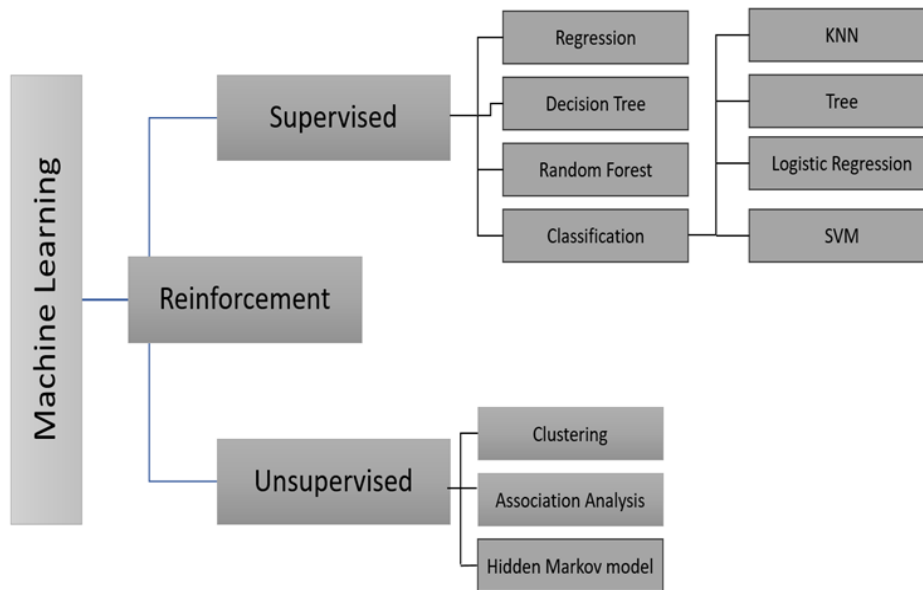 Machine Learning
Supervised
Regression
Decision Tree
Random Forest
Classification
KNN
Tree
Logistic Regression
SVM
Reinforcement
Unsupervised
Clustering
Association Analysis
Hidden Markov model